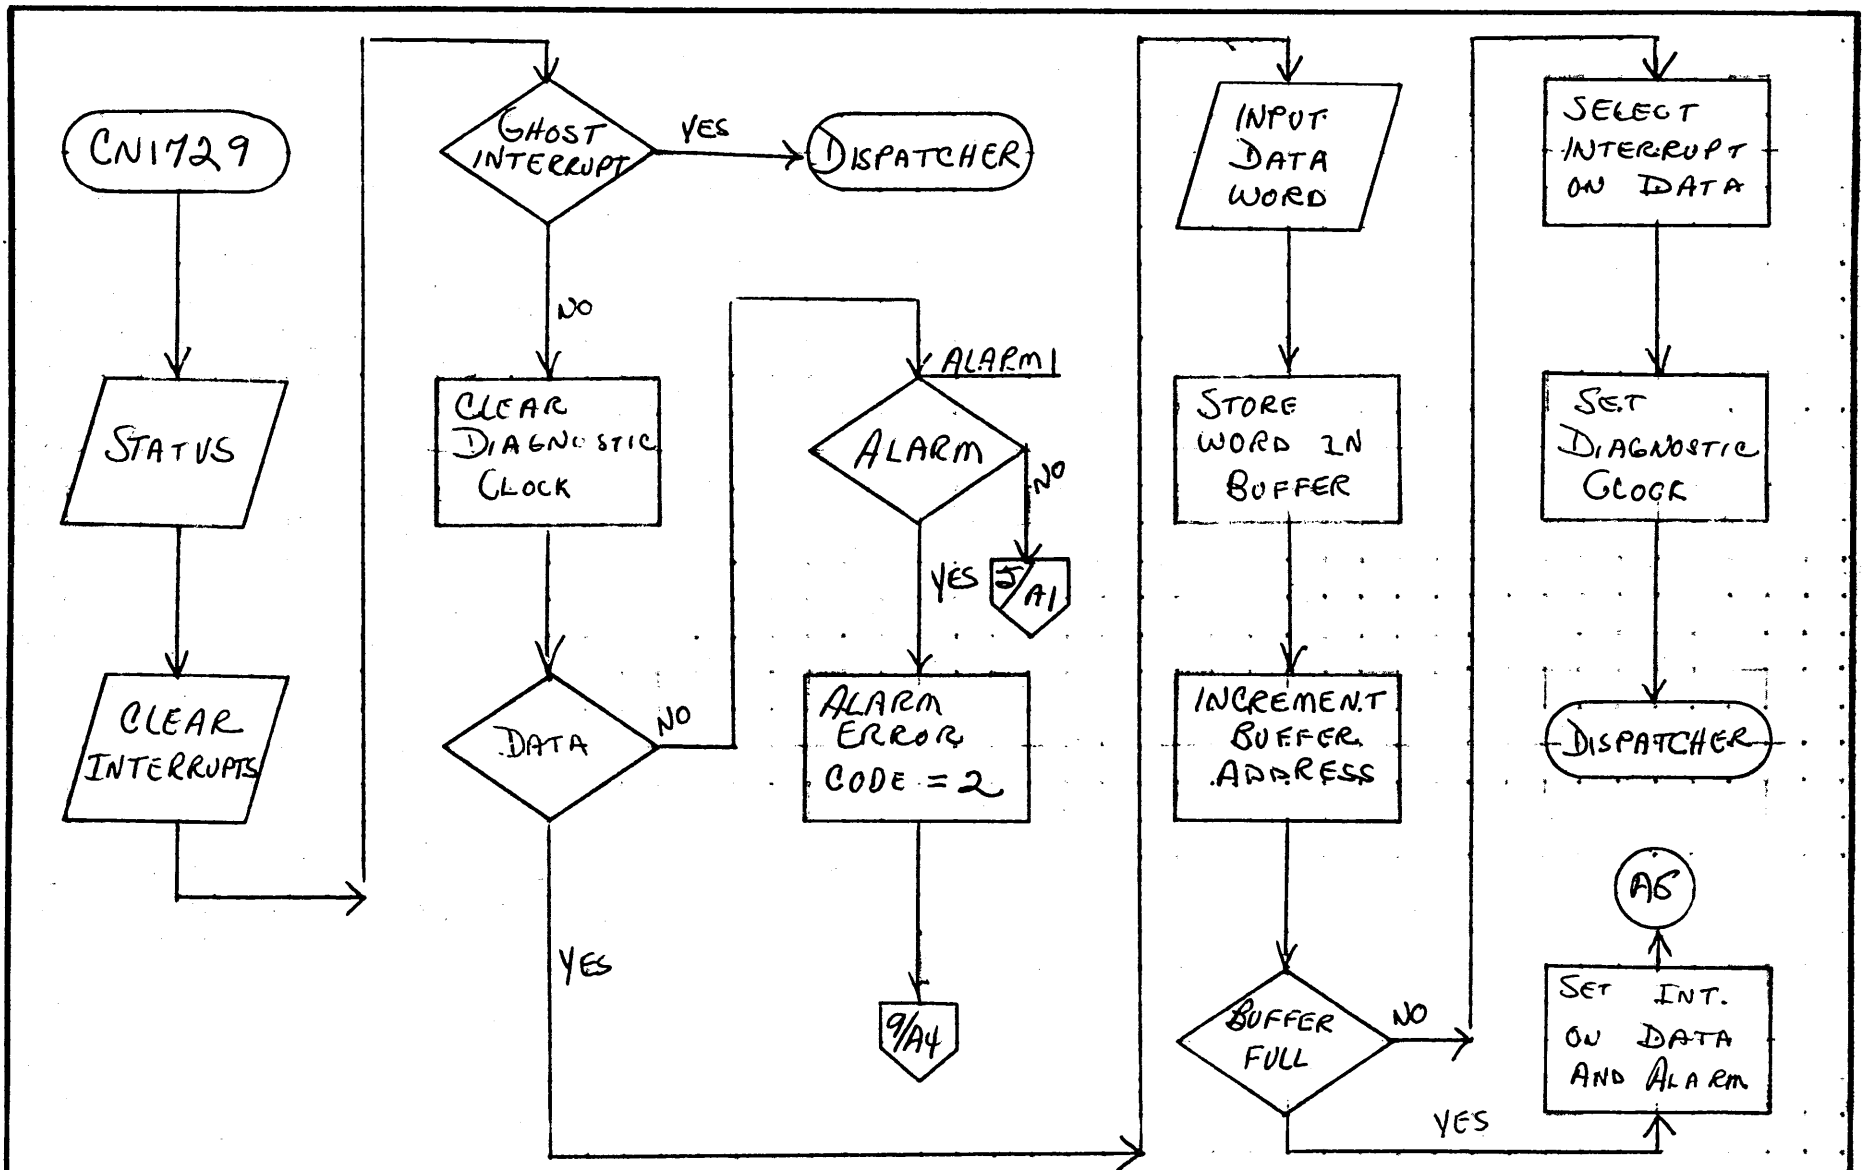 CN1729
STATUS
CLEAR
INTERRUPTS
GHOST
INTERRUPT
YES
DISPATCHER
NO
CLEAR
DIAGNOSTIC
CLOCK
DATA
NO
YES
ALARM1
ALARM
NO
5/A1
YES
ALARM
ERROR
CODE = 2
9/A4
INPUT
DATA
WORD
STORE
WORD IN
BUFFER
INCREMENT
BUFFER
ADDRESS
BUFFER
FULL
NO
YES
SELECT
INTERRUPT
ON DATA
SET
DIAGNOSTIC
CLOCK
DISPATCHER
SET INT.
ON DATA
AND ALARM